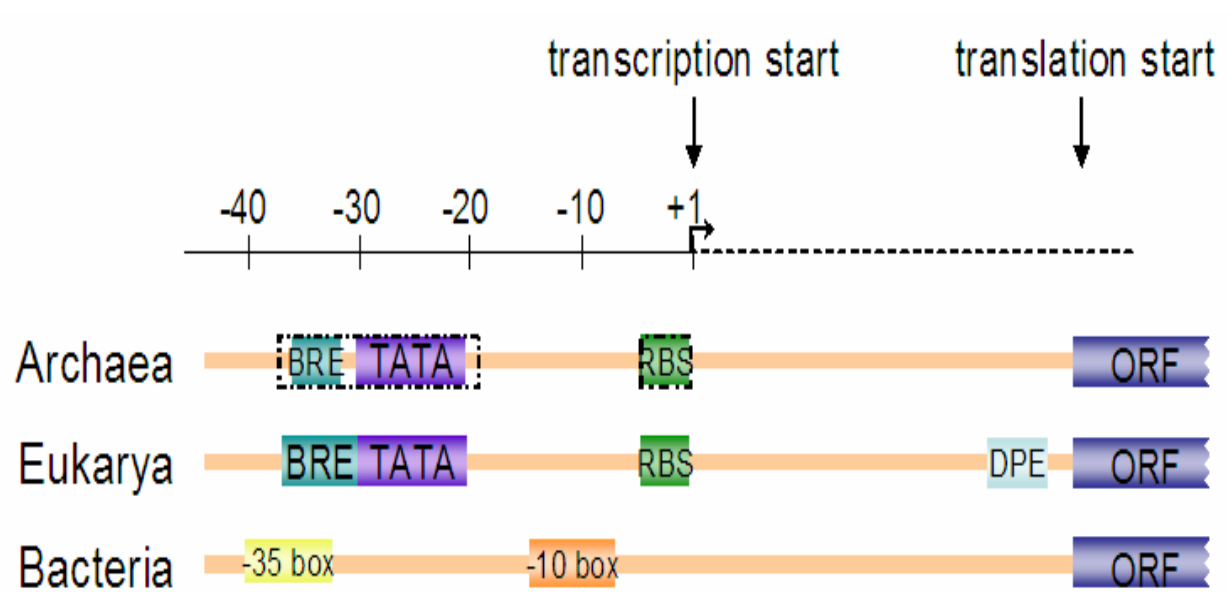 transcription start translation start
-40 -30 -20 -10 +1
Archaea BRE TATA RBS ORF
Eukarya BRE TATA RBS DPE ORF
Bacteria -35 box -10 box ORF